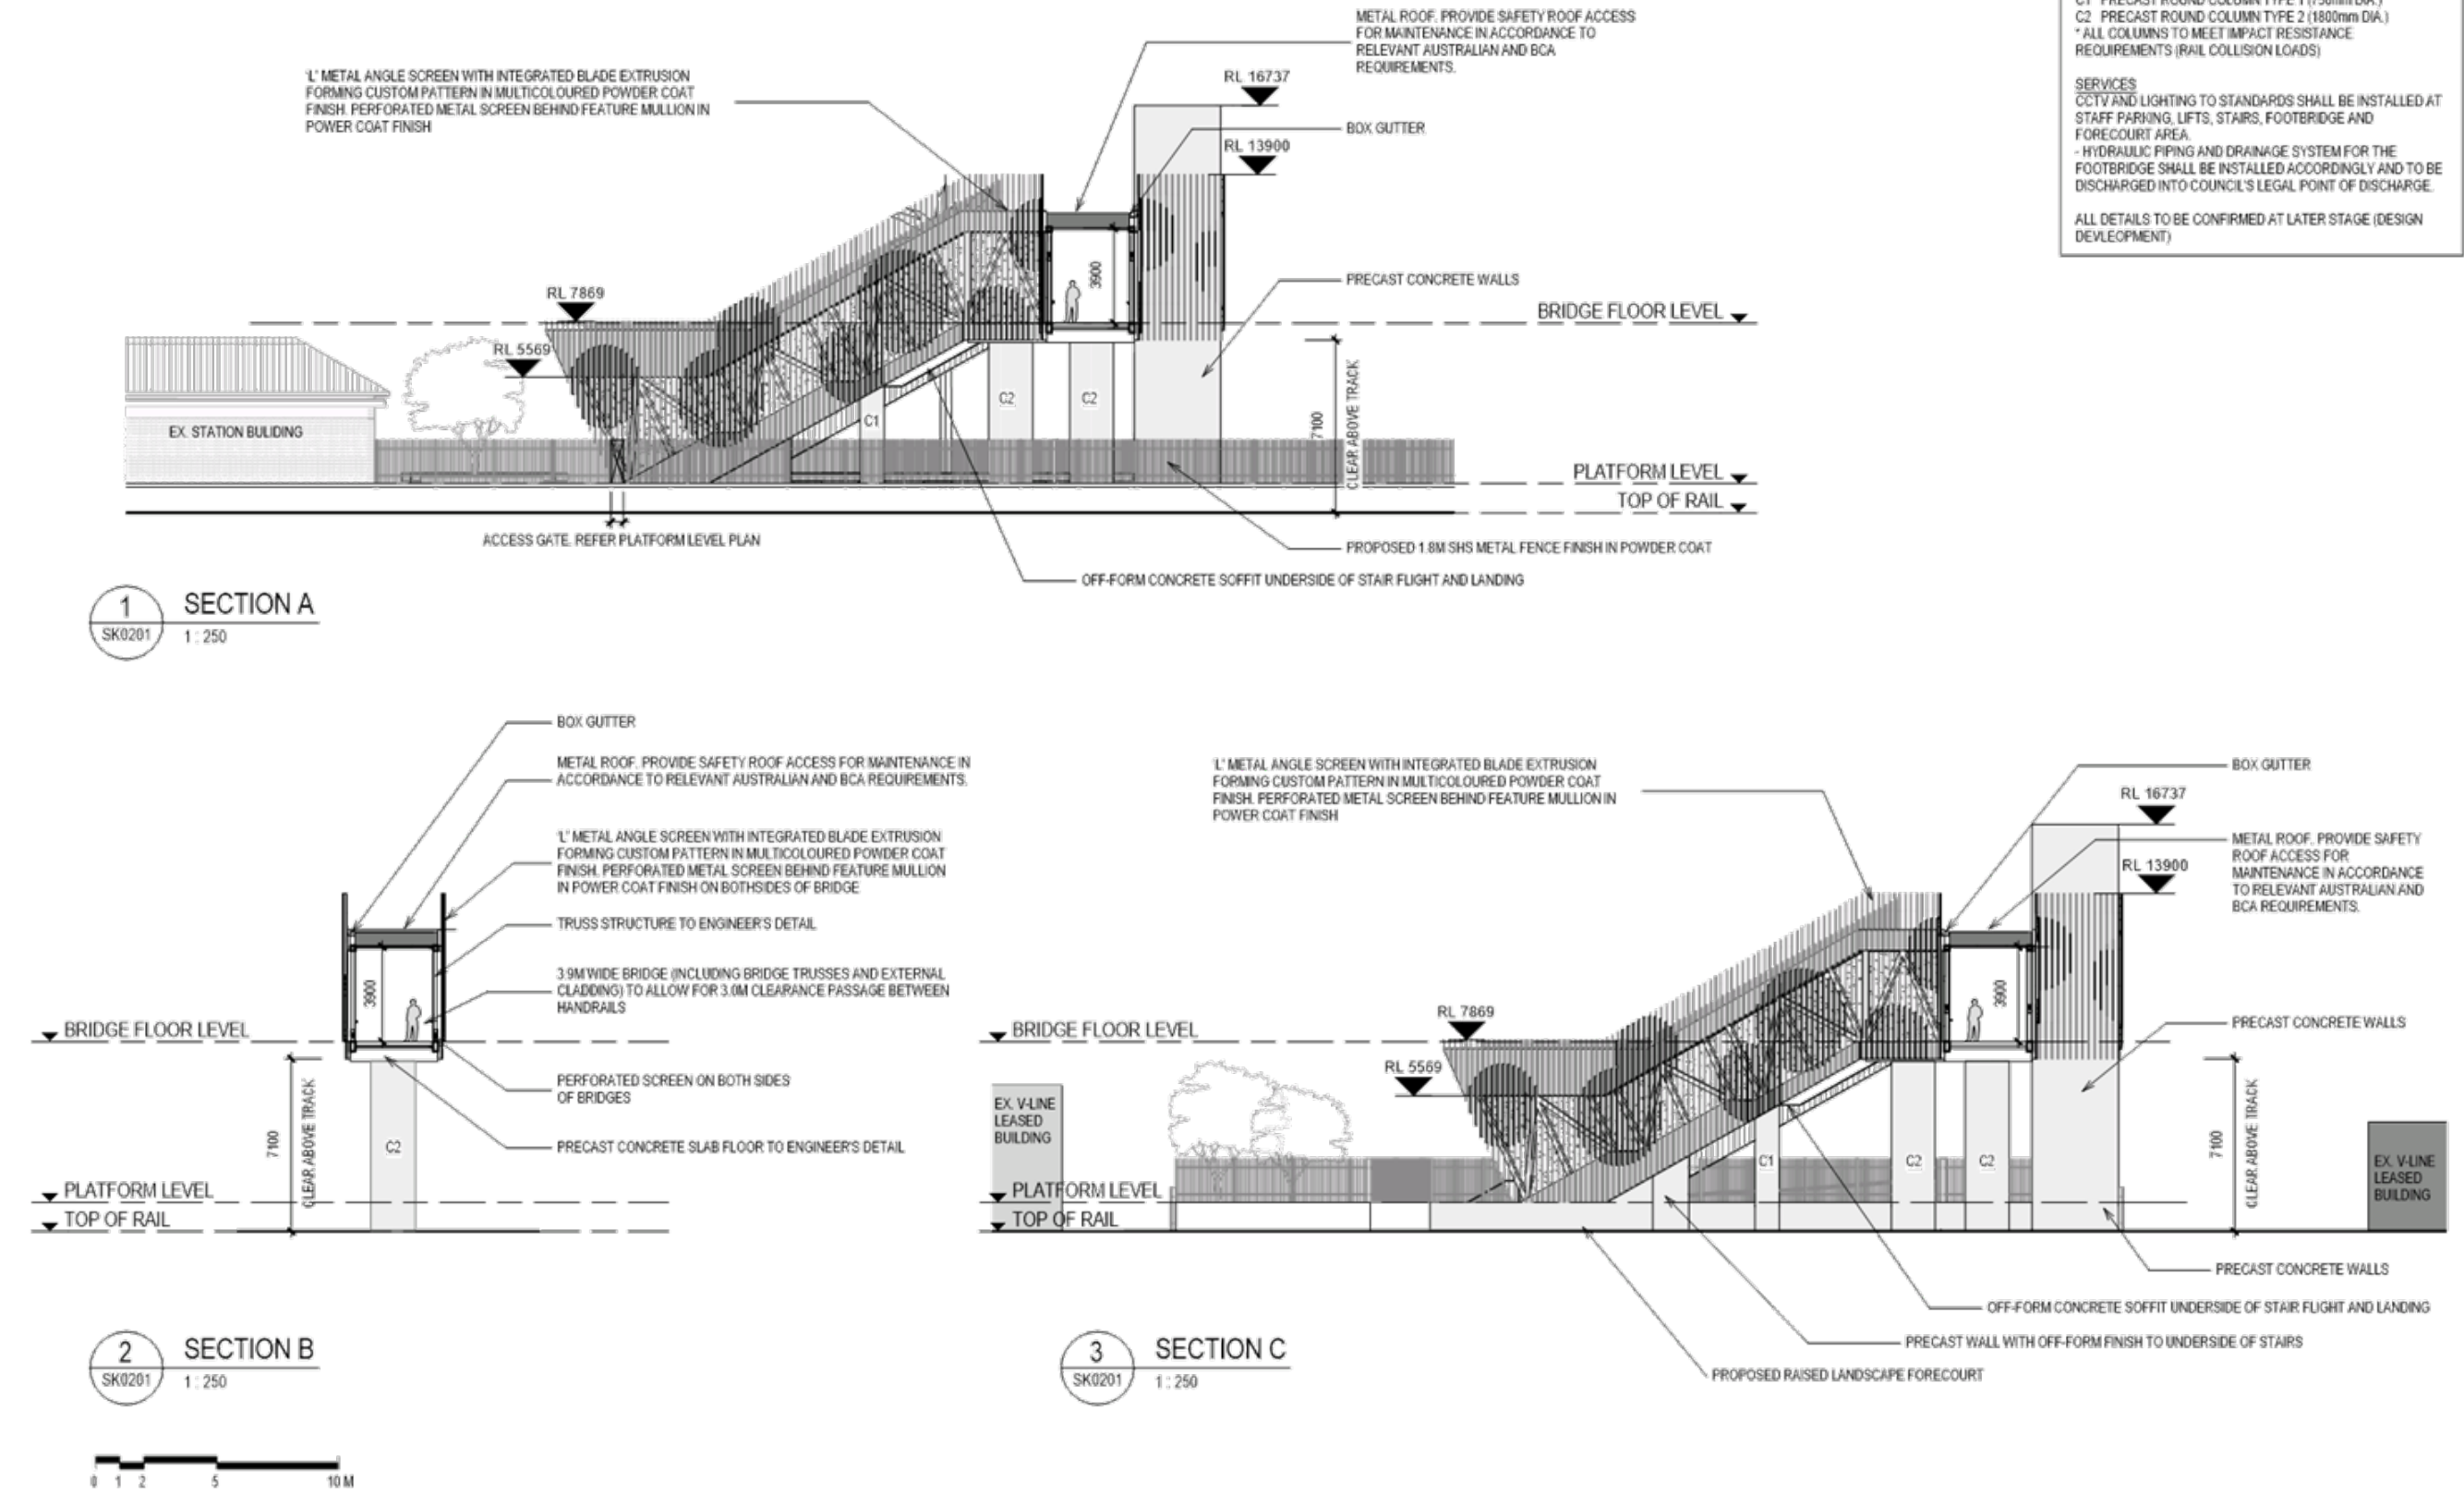 METAL ROOF. PROVIDE SAFETY ROOF ACCESS
FOR MAINTENANCE IN ACCORDANCE TO
RELEVANT AUSTRALIAN AND BCA
REQUIREMENTS.
'L' METAL ANGLE SCREEN WITH INTEGRATED BLADE EXTRUSION
FORMING CUSTOM PATTERN IN MULTICOLOURED POWDER COAT
FINISH. PERFORATED METAL SCREEN BEHIND FEATURE MULLION IN
POWER COAT FINISH
RL 16737
BOX GUTTER
RL 13900
3900
PRECAST CONCRETE WALLS
RL 7869
BRIDGE FLOOR LEVEL
RL 5569
EX. STATION BULIDING
C1
C2
C2
7100
CLEAR ABOVE TRACK
PLATFORM LEVEL
TOP OF RAIL
ACCESS GATE. REFER PLATFORM LEVEL PLAN
PROPOSED 1.8M SHS METAL FENCE FINISH IN POWDER COAT
OFF-FORM CONCRETE SOFFIT UNDERSIDE OF STAIR FLIGHT AND LANDING
1
SK0201
SECTION A
1 : 250
C1 PRECAST ROUND COLUMN TYPE 1 (750mm DIA.)
C2 PRECAST ROUND COLUMN TYPE 2 (1800mm DIA.)
* ALL COLUMNS TO MEET IMPACT RESISTANCE
REQUIREMENTS (RAIL COLLISION LOADS)
SERVICES
CCTV AND LIGHTING TO STANDARDS SHALL BE INSTALLED AT
STAFF PARKING, LIFTS, STAIRS, FOOTBRIDGE AND
FORECOURT AREA.
- HYDRAULIC PIPING AND DRAINAGE SYSTEM FOR THE
FOOTBRIDGE SHALL BE INSTALLED ACCORDINGLY AND TO BE
DISCHARGED INTO COUNCIL'S LEGAL POINT OF DISCHARGE.
ALL DETAILS TO BE CONFIRMED AT LATER STAGE (DESIGN
DEVLEOPMENT)
BOX GUTTER
METAL ROOF. PROVIDE SAFETY ROOF ACCESS FOR MAINTENANCE IN
ACCORDANCE TO RELEVANT AUSTRALIAN AND BCA REQUIREMENTS.
'L' METAL ANGLE SCREEN WITH INTEGRATED BLADE EXTRUSION
FORMING CUSTOM PATTERN IN MULTICOLOURED POWDER COAT
FINISH. PERFORATED METAL SCREEN BEHIND FEATURE MULLION
IN POWER COAT FINISH ON BOTHSIDES OF BRIDGE
TRUSS STRUCTURE TO ENGINEER'S DETAIL
3.9M WIDE BRIDGE (INCLUDING BRIDGE TRUSSES AND EXTERNAL
CLADDING) TO ALLOW FOR 3.0M CLEARANCE PASSAGE BETWEEN
HANDRAILS
3900
BRIDGE FLOOR LEVEL
PERFORATED SCREEN ON BOTH SIDES
OF BRIDGES
PRECAST CONCRETE SLAB FLOOR TO ENGINEER'S DETAIL
7100
CLEAR ABOVE TRACK
C2
PLATFORM LEVEL
TOP OF RAIL
2
SK0201
SECTION B
1 : 250
'L' METAL ANGLE SCREEN WITH INTEGRATED BLADE EXTRUSION
FORMING CUSTOM PATTERN IN MULTICOLOURED POWDER COAT
FINISH. PERFORATED METAL SCREEN BEHIND FEATURE MULLION IN
POWER COAT FINISH
BOX GUTTER
RL 16737
METAL ROOF. PROVIDE SAFETY
ROOF ACCESS FOR
MAINTENANCE IN ACCORDANCE
TO RELEVANT AUSTRALIAN AND
BCA REQUIREMENTS.
RL 13900
3900
PRECAST CONCRETE WALLS
RL 7869
BRIDGE FLOOR LEVEL
RL 5569
EX. V-LINE
LEASED
BUILDING
C1
C2
C2
7100
CLEAR ABOVE TRACK
EX. V-LINE
LEASED
BUILDING
PLATFORM LEVEL
TOP OF RAIL
PRECAST CONCRETE WALLS
OFF-FORM CONCRETE SOFFIT UNDERSIDE OF STAIR FLIGHT AND LANDING
PRECAST WALL WITH OFF-FORM FINISH TO UNDERSIDE OF STAIRS
PROPOSED RAISED LANDSCAPE FORECOURT
3
SK0201
SECTION C
1 : 250
0 1 2 5 10 M